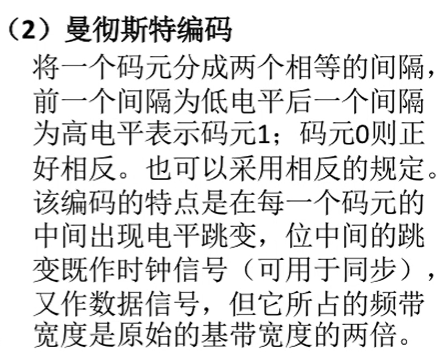 （2）曼彻斯特编码
将一个码元分成两个相等的间隔，
前一个间隔为低电平后一个间隔
为高电平表示码元1；码元0则正
好相反。也可以采用相反的规定。
该编码的特点是在每一个码元的
中间出现电平跳变，位中间的跳
变既作时钟信号（可用于同步），
又作数据信号，但它所占的频带
宽度是原始的基带宽度的两倍。